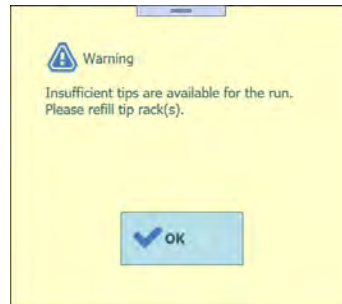 Warning
Insufficient tips are available for the run.
Please refill tip rack(s).
OK